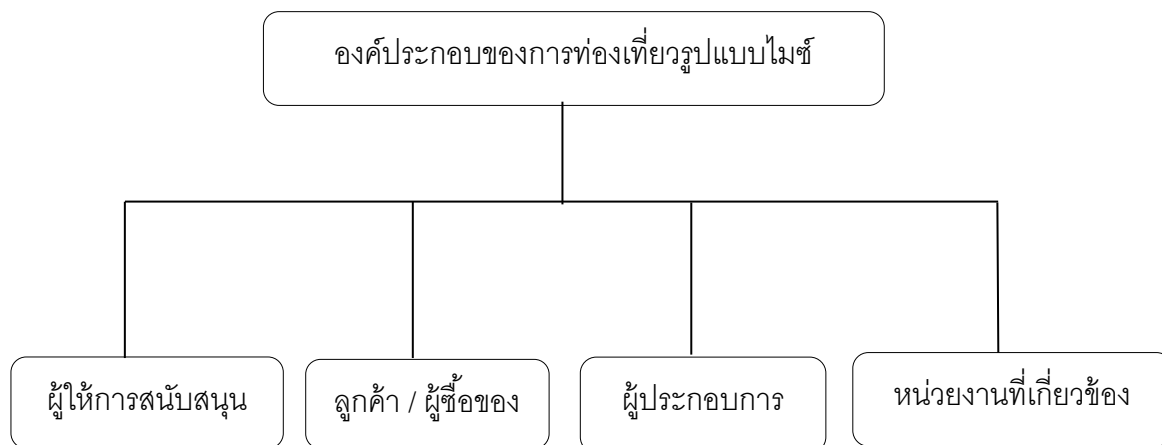 องค์ประกอบของการท่องเที่ยวรูปแบบไมซ์
ผู้ให้การสนับสนุน
ลูกค้า / ผู้ซื้อของ
ผู้ประกอบการ
หน่วยงานที่เกี่ยวข้อง